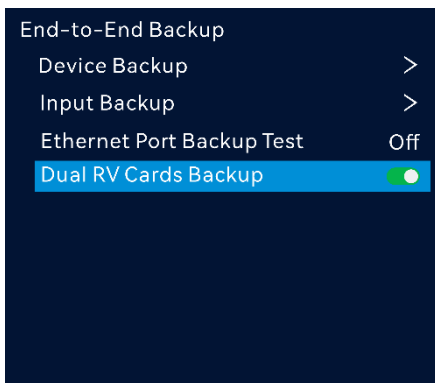 End-to-End Backup
Device Backup >
Input Backup >
Ethernet Port Backup Test Off
Dual RV Cards Backup